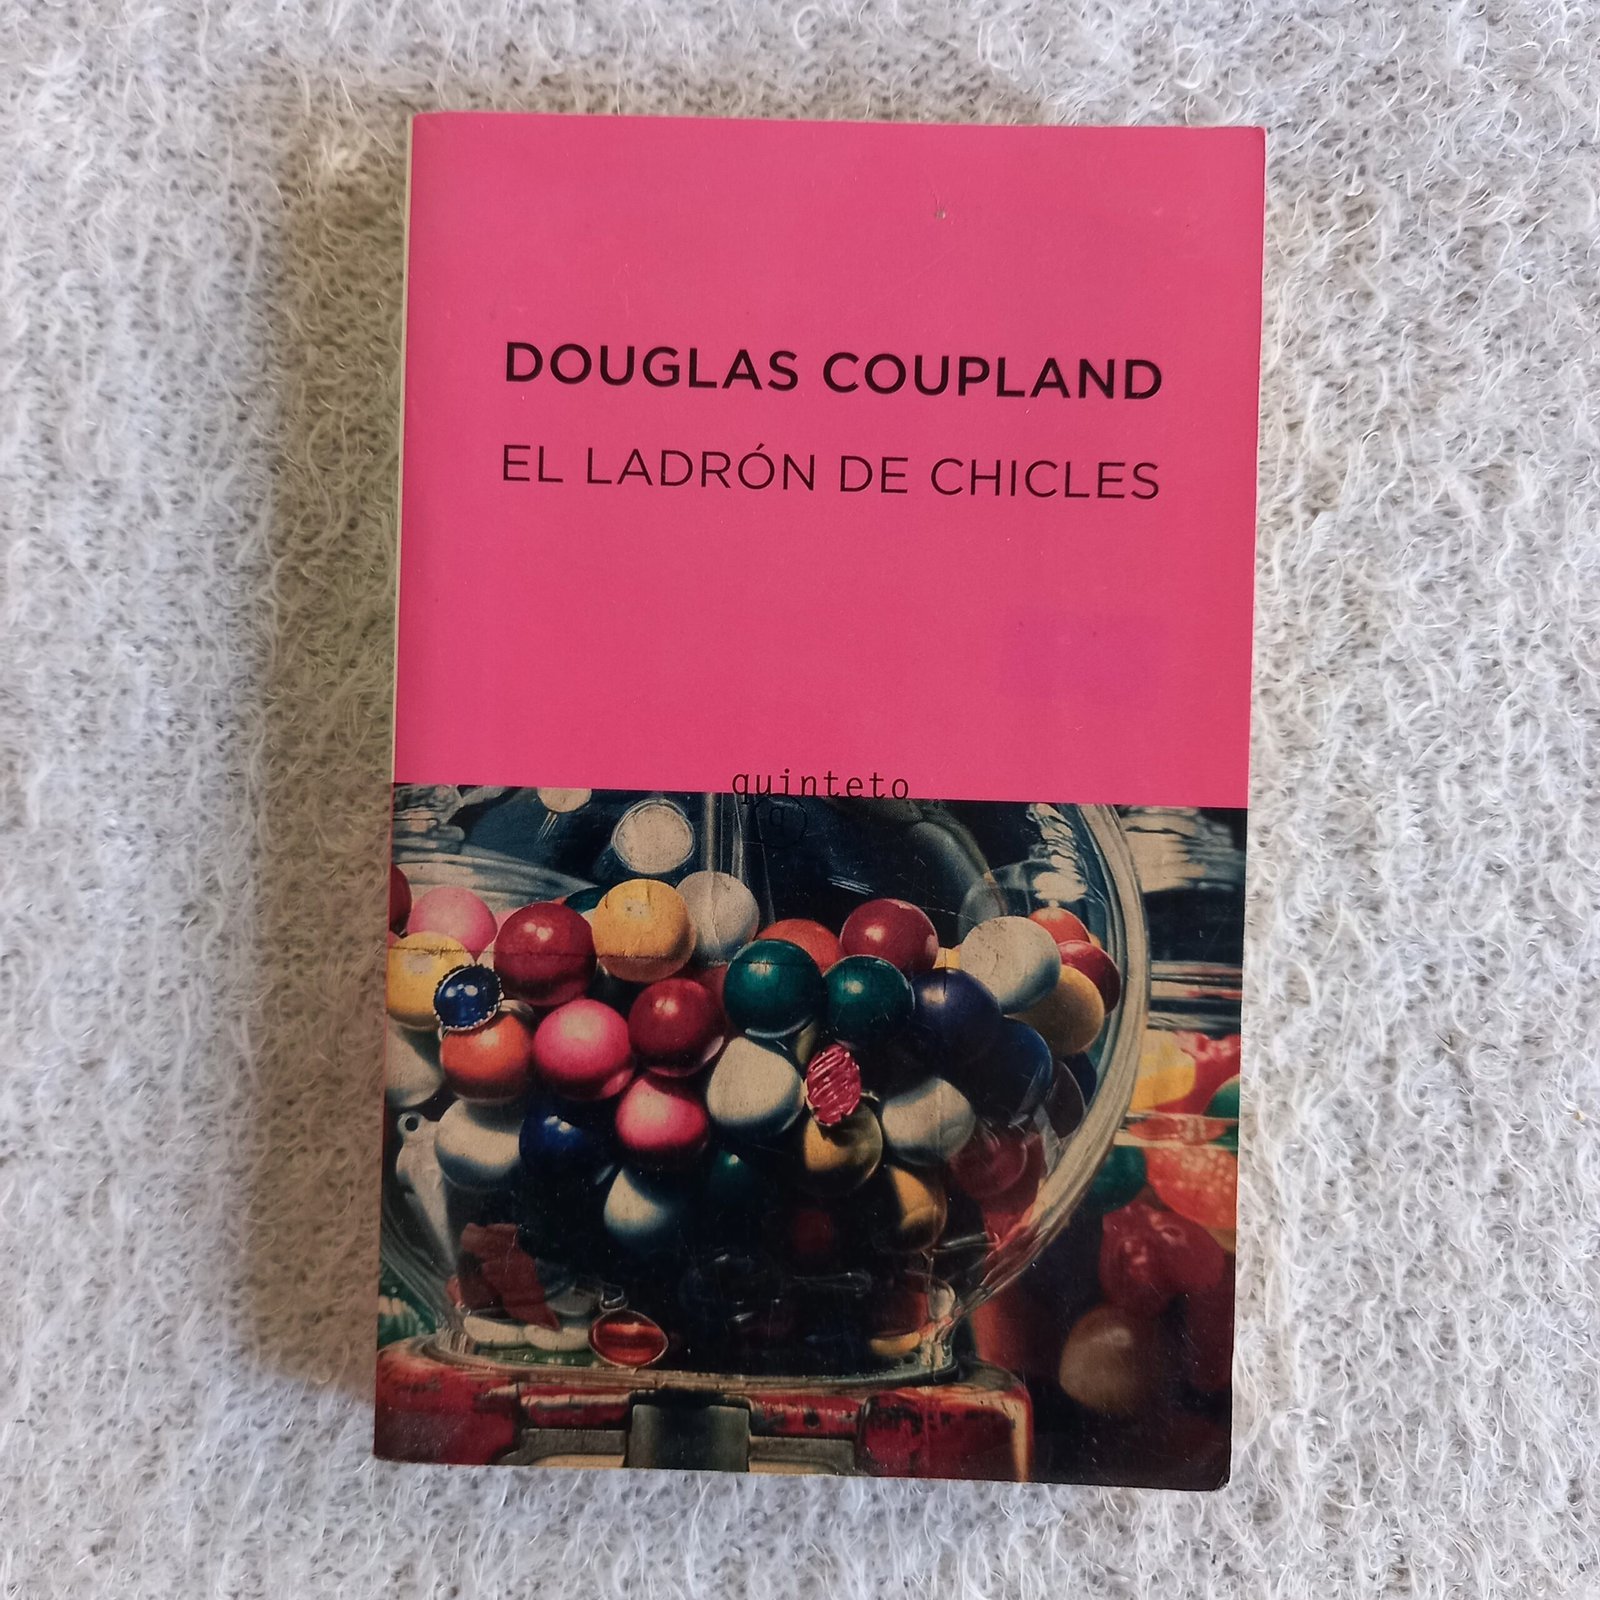 DOUGLAS COUPLAND
EL LADRÓN DE CHICLES
quinteto